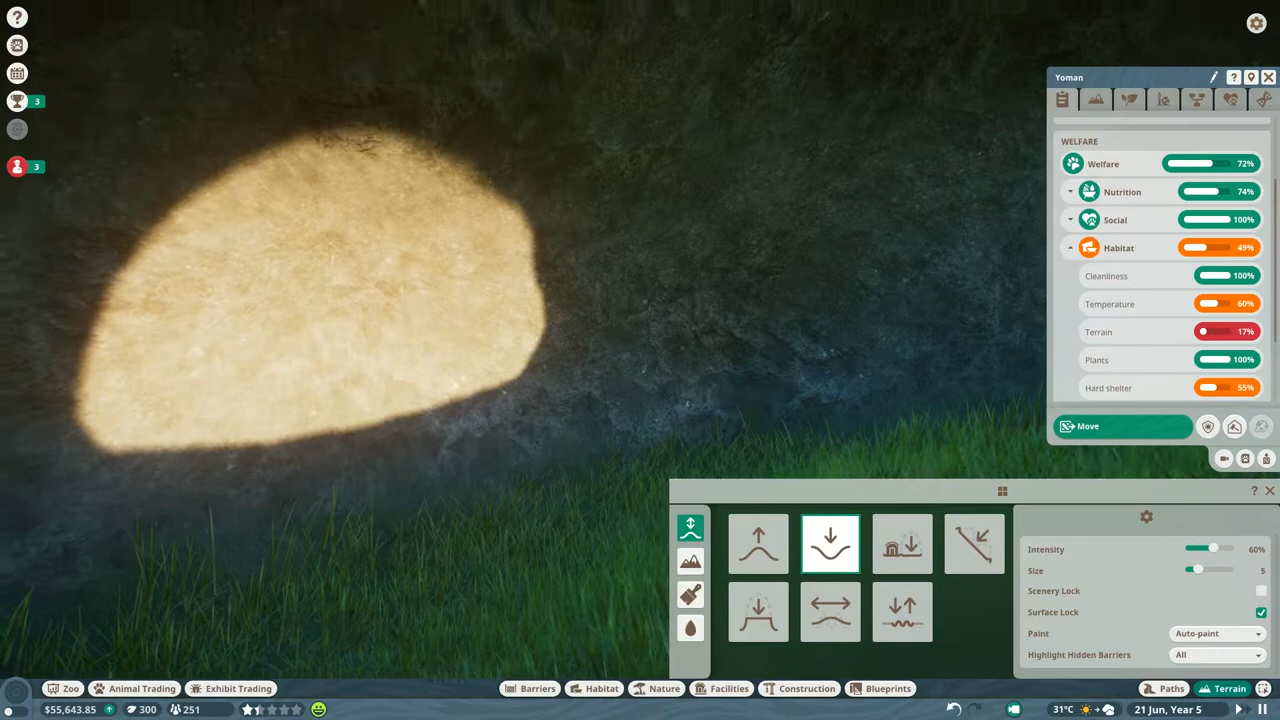 ?
3
3
Yoman
?
WELFARE
Welfare 72%
Nutrition 74%
Social 100%
Habitat 49%
Cleanliness 100%
Temperature 60%
Terrain 17%
Plants 100%
Hard shelter 55%
Move
?
Intensity 60%
Size 5
Scenery Lock
Surface Lock
Paint Auto-paint
Highlight Hidden Barriers All
Zoo Animal Trading Exhibit Trading Barriers Habitat Nature Facilities Construction Blueprints Paths Terrain
$55,643.85 300 251 31°C 21 Jun, Year 5